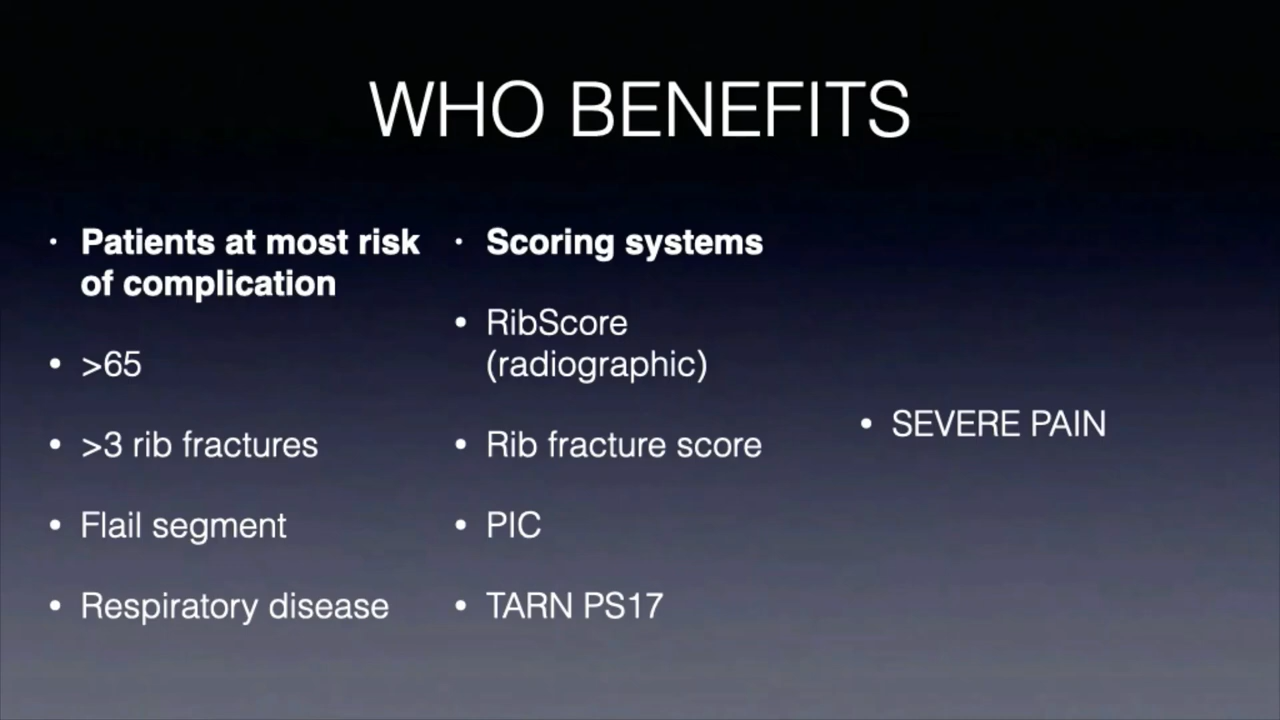 WHO BENEFITS
• Patients at most risk
of complication
• >65
• >3 rib fractures
• Flail segment
• Respiratory disease
• Scoring systems
• RibScore
(radiographic)
• Rib fracture score
• PIC
• TARN PS17
• SEVERE PAIN